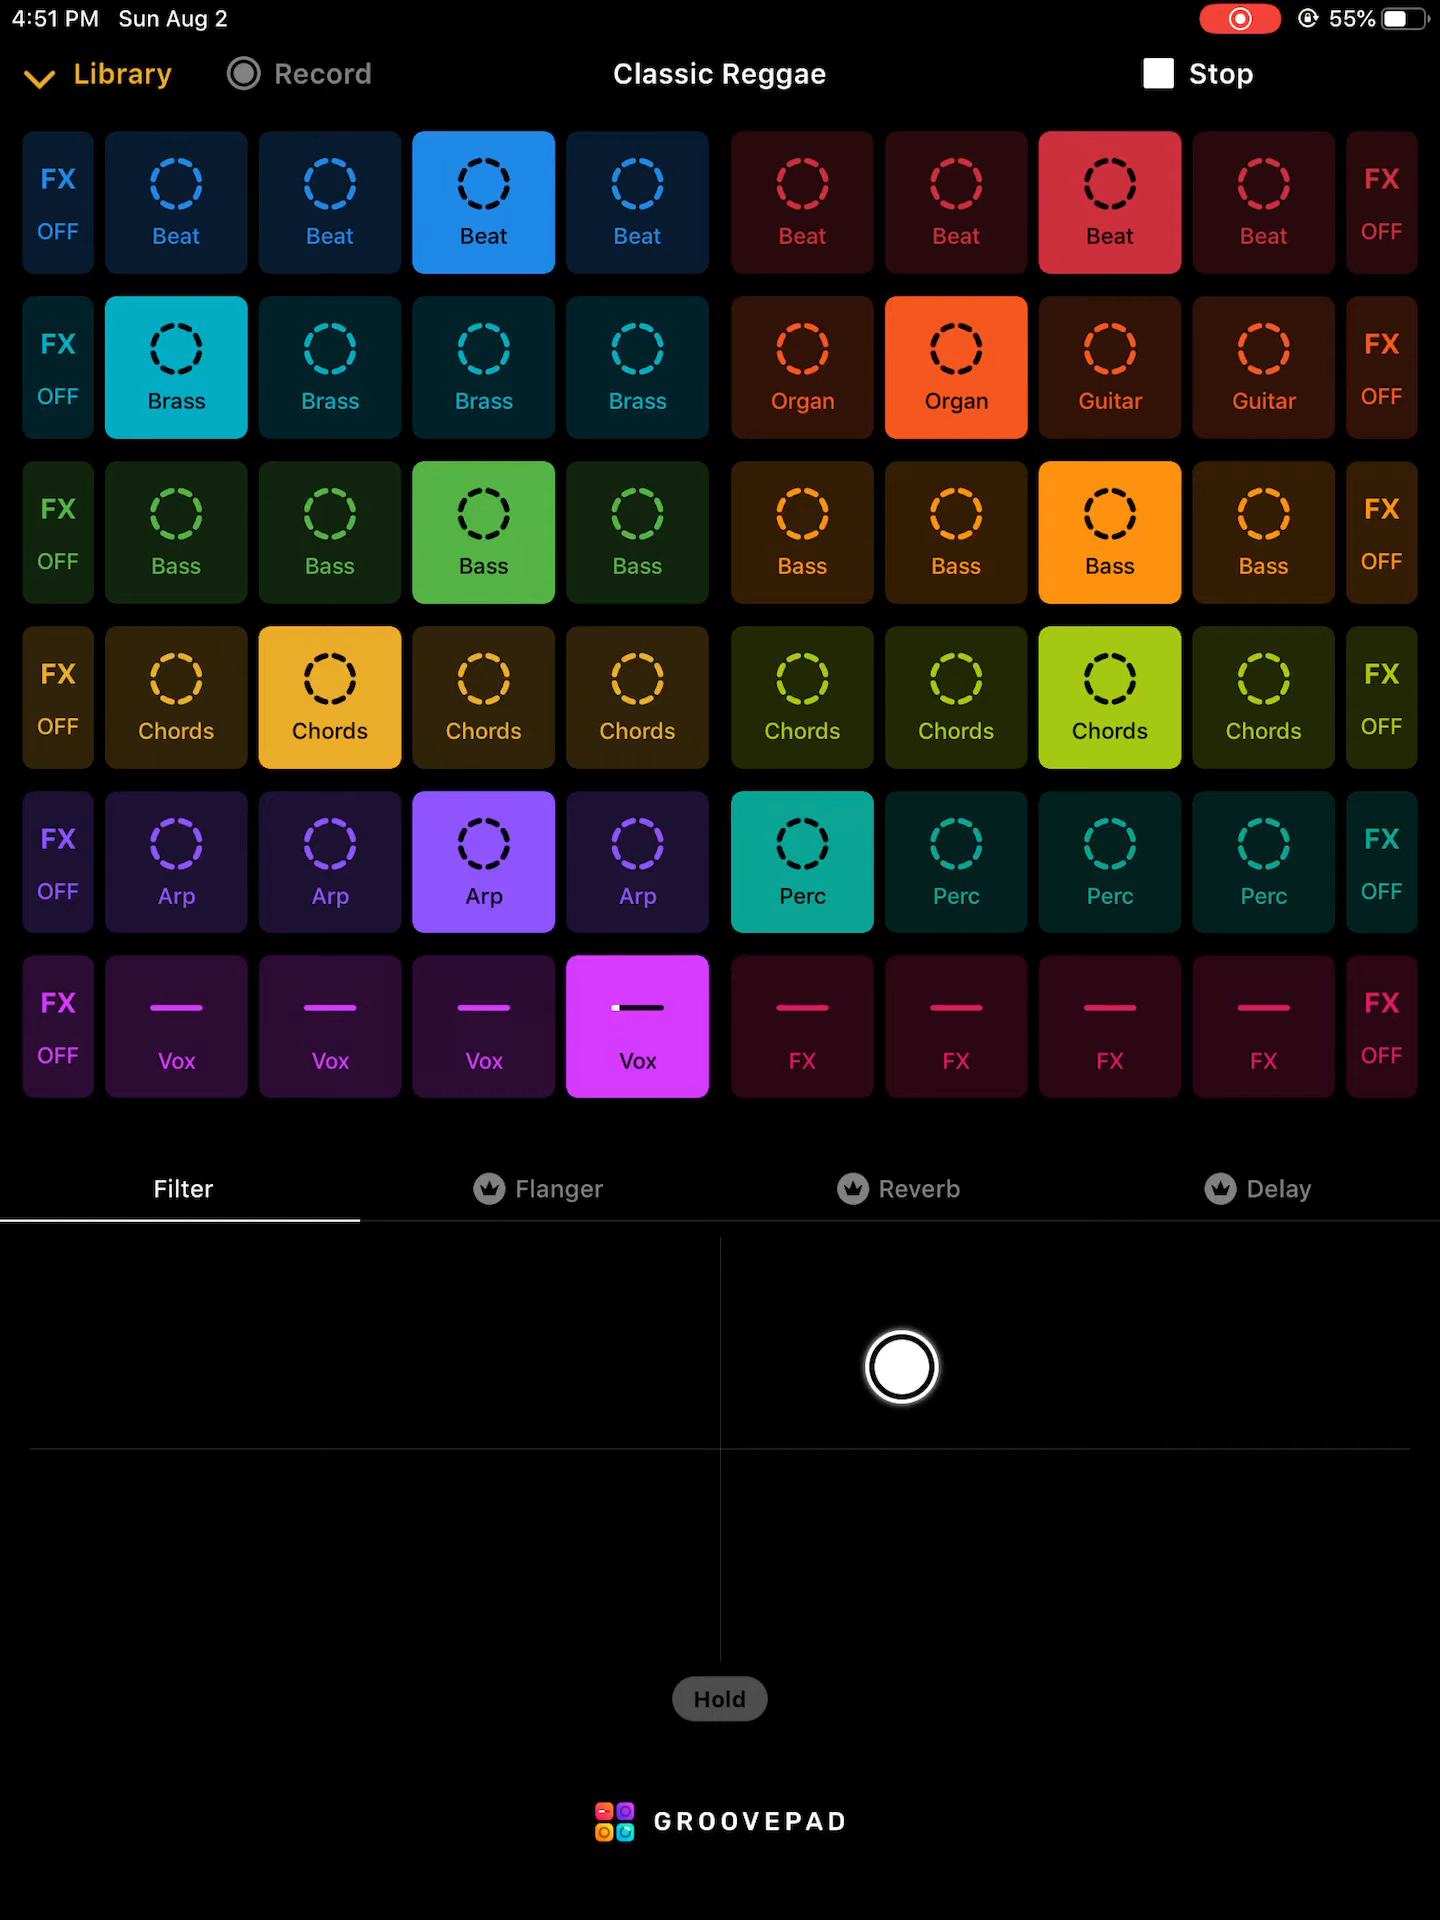 4:51 PM Sun Aug 2 55%
Library Record Classic Reggae Stop
FX Beat Beat Beat Beat Beat Beat Beat Beat FX
OFF OFF
FX Brass Brass Brass Brass Organ Organ Guitar Guitar FX
OFF OFF
FX Bass Bass Bass Bass Bass Bass Bass Bass FX
OFF OFF
FX Chords Chords Chords Chords Chords Chords Chords Chords FX
OFF OFF
FX Arp Arp Arp Arp Perc Perc Perc Perc FX
OFF OFF
FX Vox Vox Vox Vox FX FX FX FX FX
OFF OFF
Filter Flanger Reverb Delay
Hold
GROOVEPAD